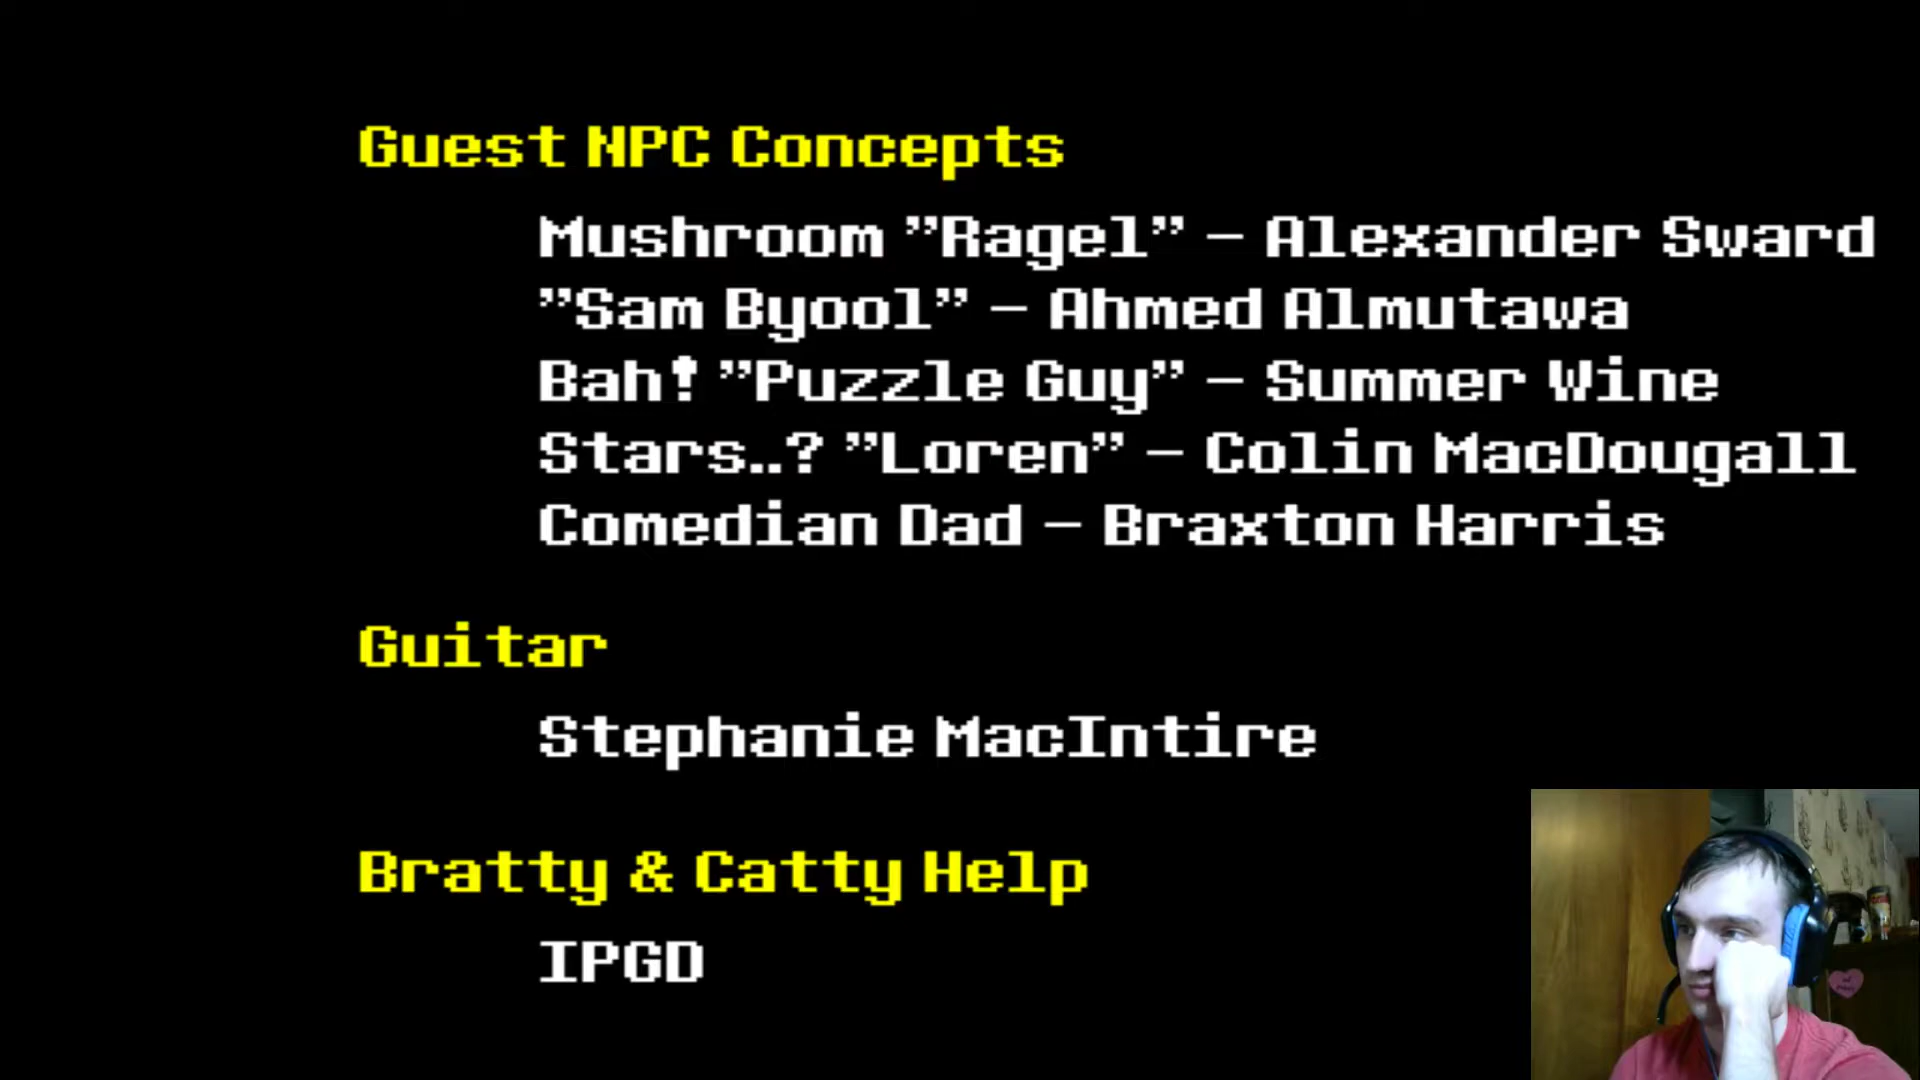 Guest NPC Concepts
Mushroom ”Ragel” – Alexander Sward
”Sam Byool” – Ahmed Almutawa
Bah! ”Puzzle Guy” – Summer Wine
Stars..? ”Loren” – Colin MacDougall
Comedian Dad – Braxton Harris
Guitar
Stephanie MacIntire
Bratty & Catty Help
IPGD